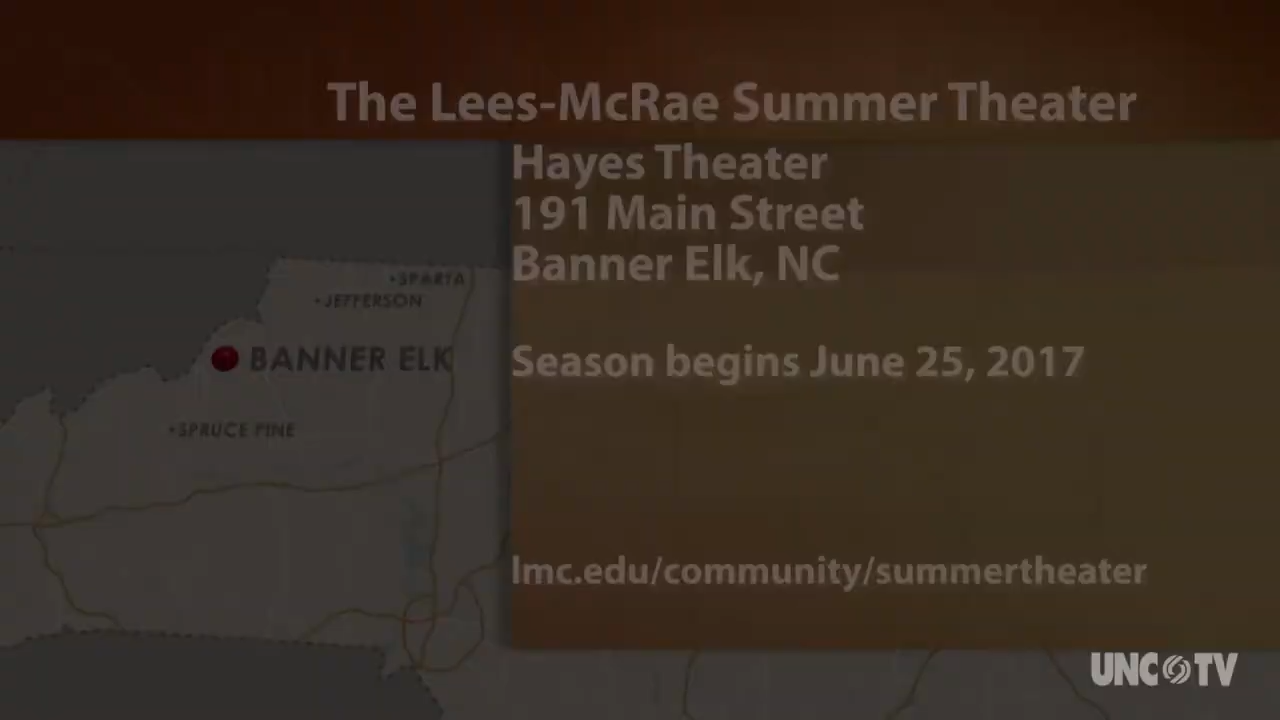 The Lees-McRae Summer Theater
Hayes Theater
191 Main Street
Banner Elk, NC
•SPARTA
•JEFFERSON
BANNER ELK
Season begins June 25, 2017
•SPRUCE PINE
lmc.edu/community/summertheater
UNC TV